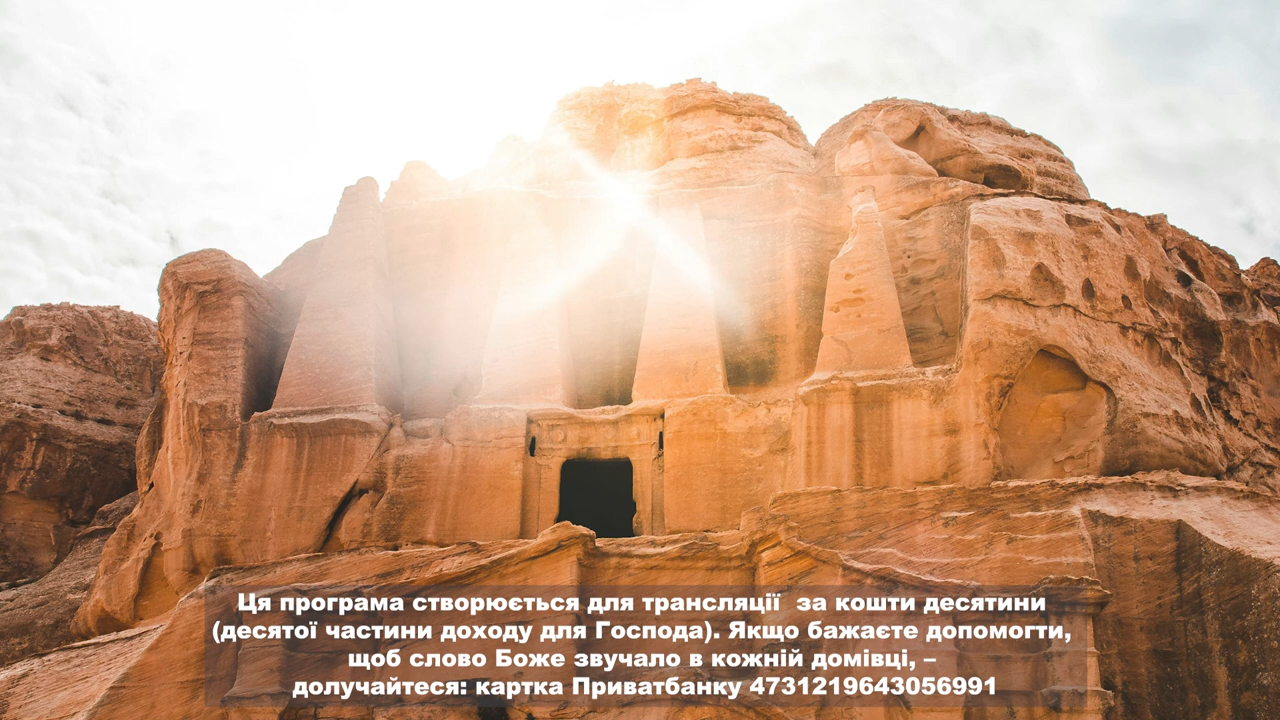 Ця програма створюється для трансляції  за кошти десятини
(десятої частини доходу для Господа). Якщо бажаєте допомогти,
щоб слово Боже звучало в кожній домівці, –
долучайтеся: картка Приватбанку 4731219643056991